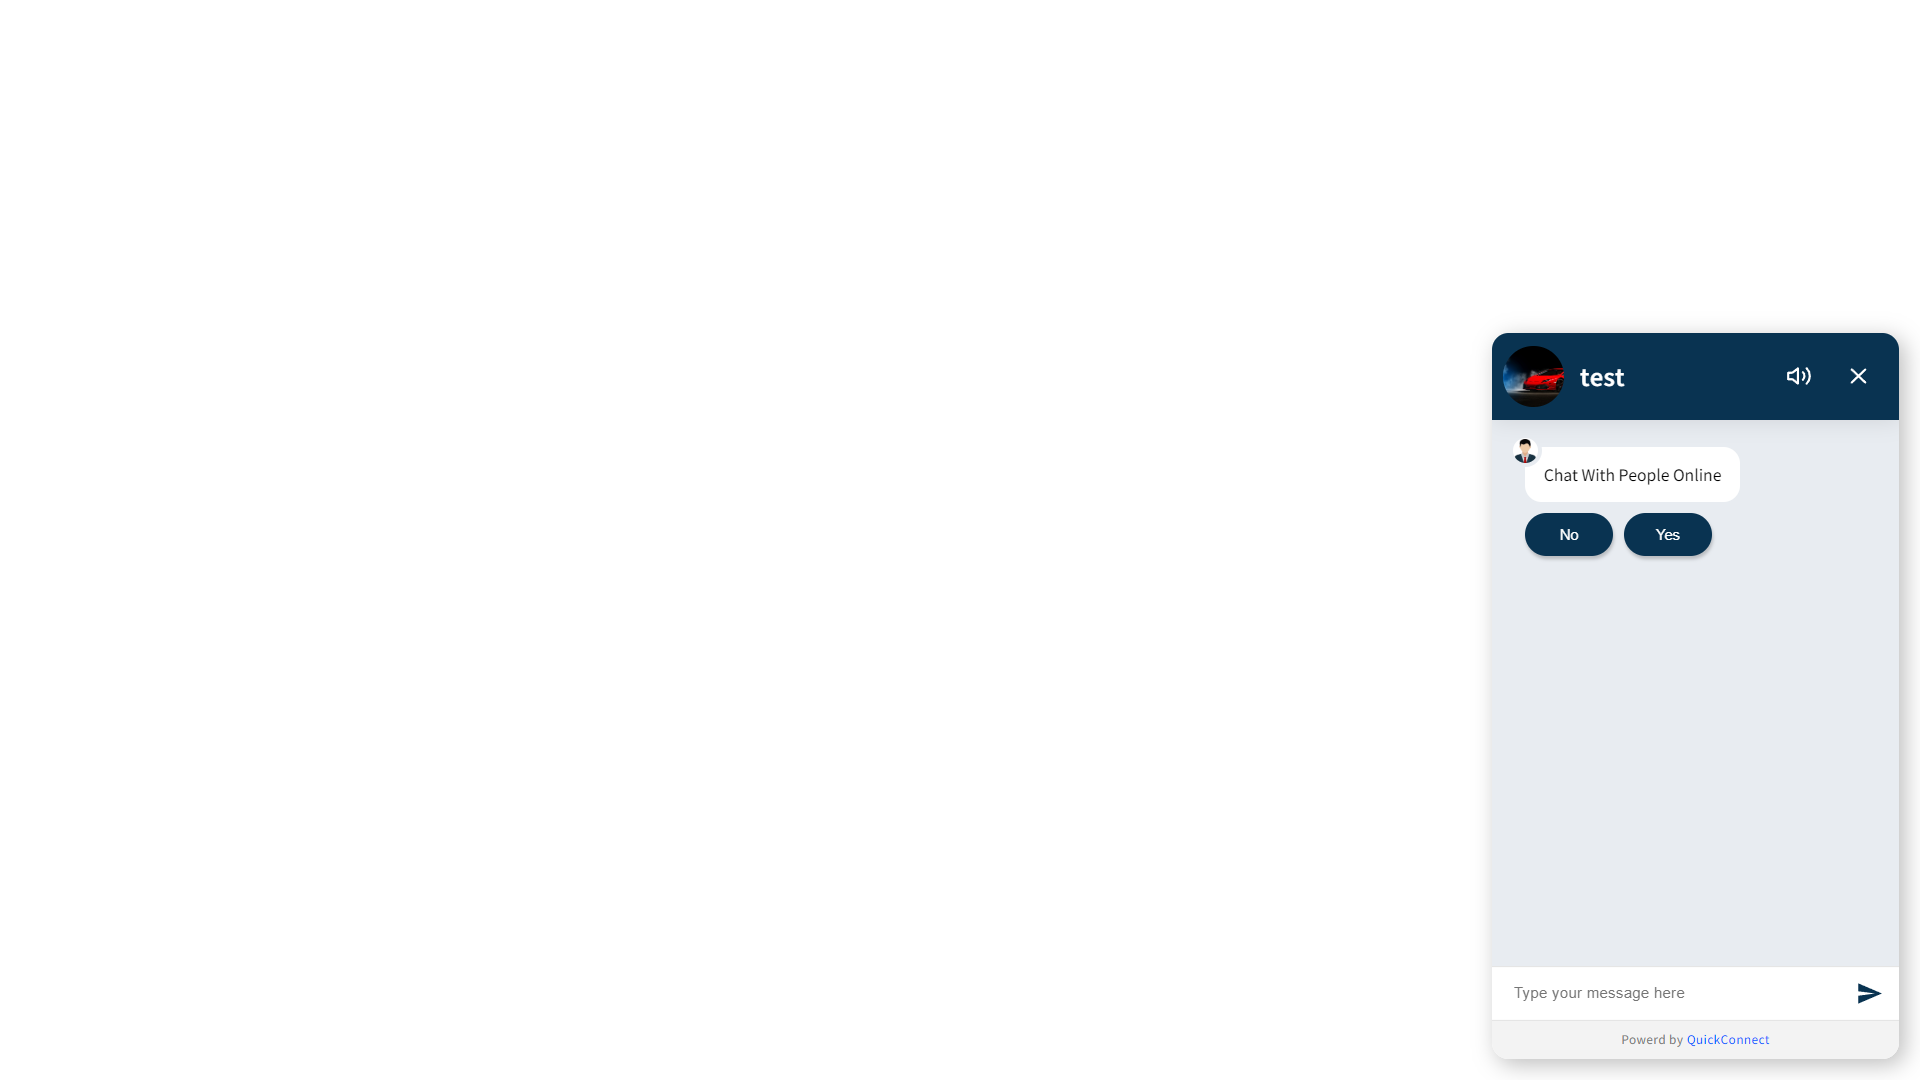 test
Chat With People Online
No
Yes
Type your message here
Powerd by QuickConnect